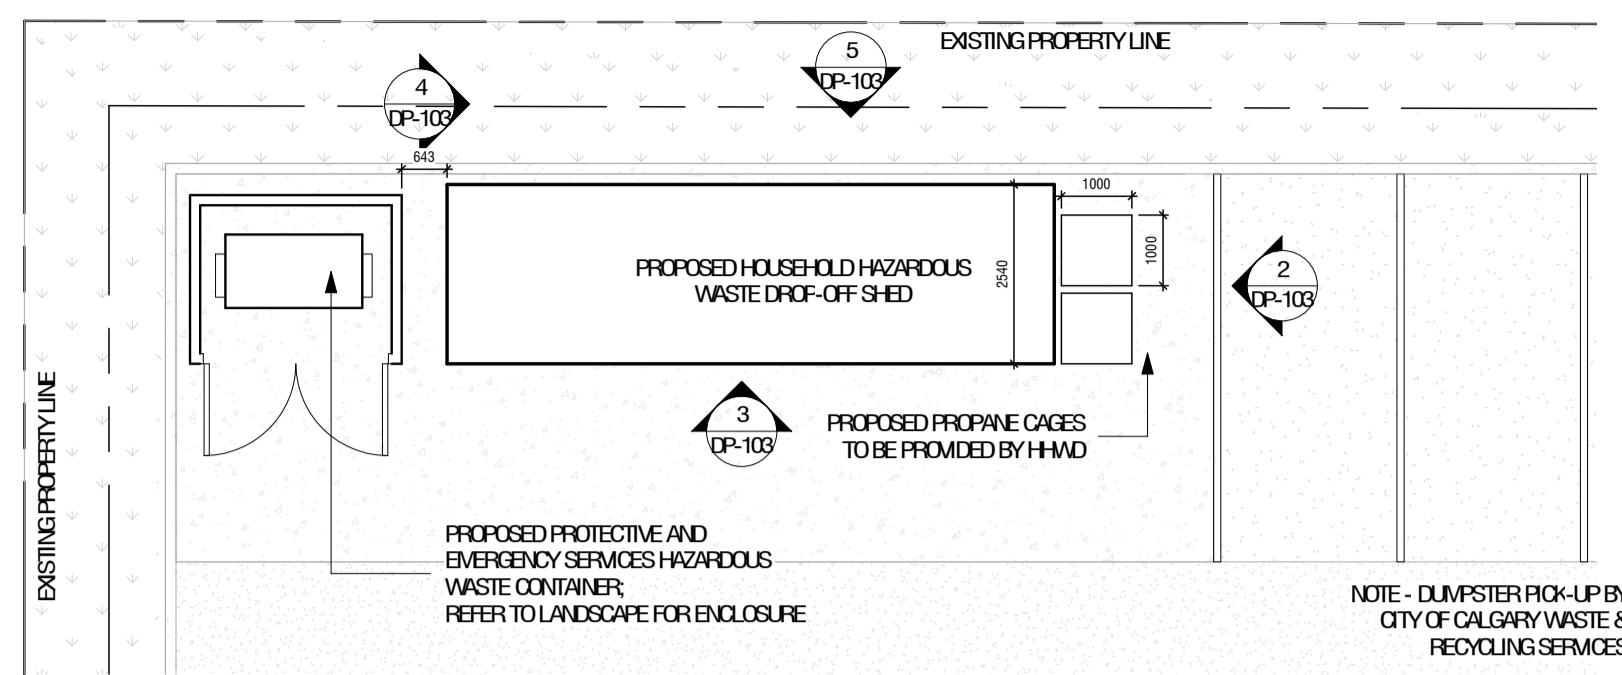 EXISTING PROPERTY LINE
5
DP-103
4
DP-103
643
1000
1000
2540
PROPOSED HOUSEHOLD HAZARDOUS
WASTE DROP-OFF SHED
2
DP-103
3
DP-103
PROPOSED PROPANE CAGES
TO BE PROVIDED BY HHWD
EXISTING PROPERTY LINE
PROPOSED PROTECTIVE AND
EMERGENCY SERVICES HAZARDOUS
WASTE CONTAINER;
REFER TO LANDSCAPE FOR ENCLOSURE
NOTE - DUMPSTER PICK-UP BY
CITY OF CALGARY WASTE &
RECYCLING SERVICES